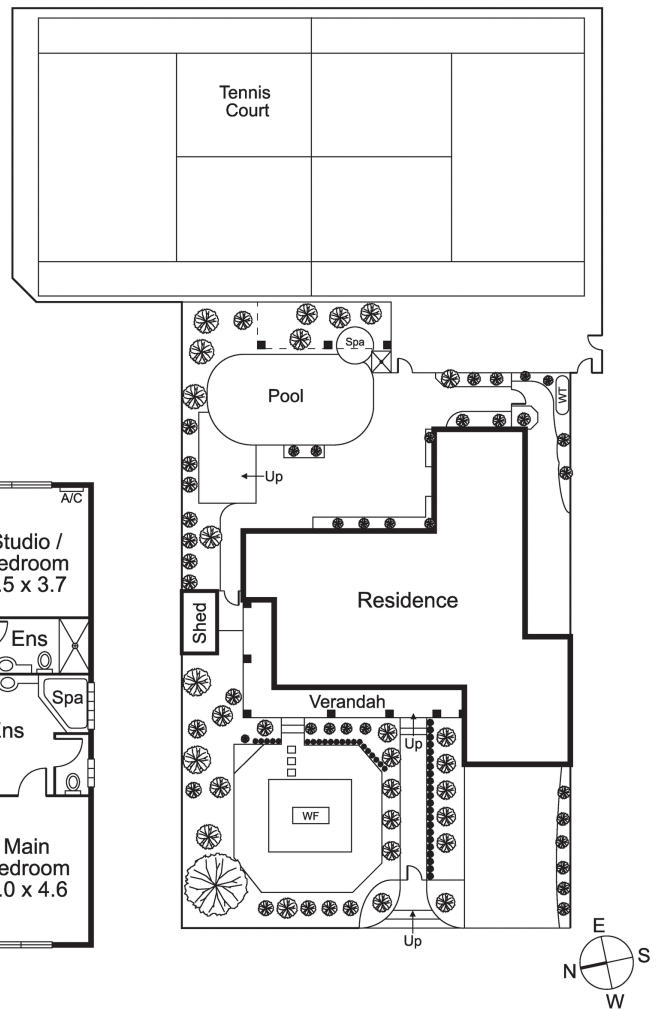 Tennis
Court
Spa
Pool
WT
Up
A/C
Studio /
edroom
.5 x 3.7
Residence
Shed
Ens
Spa
Verandah
ns
Up
WF
Main
edroom
.0 x 4.6
Up
E
S
N
W